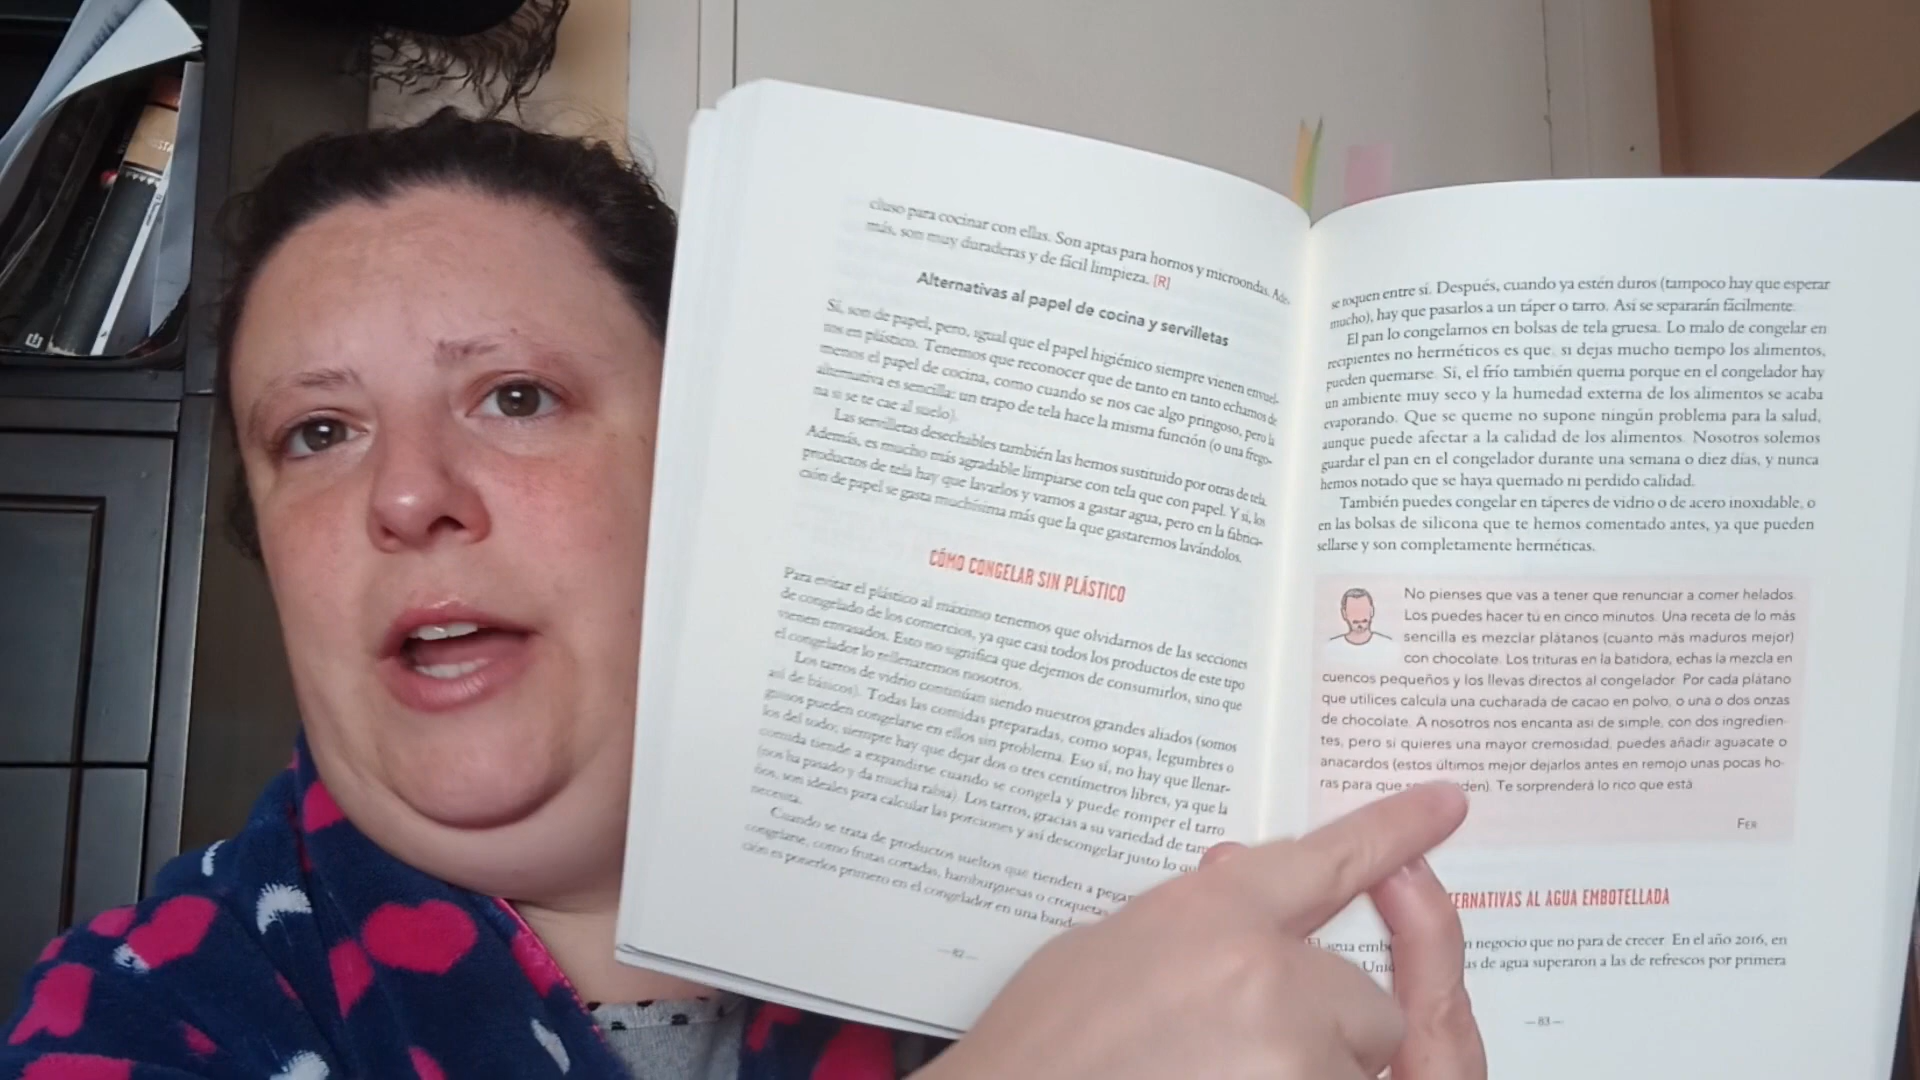 cluso para cocinar con ellas. Son aptas para hornos y microondas. Ade-
más, son muy duraderas y de fácil limpieza. [R]
Alternativas al papel de cocina y servilletas
Sí, son de papel, pero, igual que el papel higiénico siempre vienen envuel-
tos en plástico. Tenemos que reconocer que de tanto en tanto echamos de
menos el papel de cocina, como cuando se nos cae algo pringoso, pero la
alternativa es sencilla: un trapo de tela hace la misma función (o una frego-
na si se te cae al suelo).
Las servilletas desechables también las hemos sustituido por otras de tela.
Además, es mucho más agradable limpiarse con tela que con papel. Y sí, los
productos de tela hay que lavarlos y vamos a gastar agua, pero en la fabrica-
ción de papel se gasta muchísima más que la que gastaremos lavándolos.
CÓMO CONGELAR SIN PLÁSTICO
Para evitar el plástico al máximo tenemos que olvidarnos de las secciones
de congelado de los comercios, ya que casi todos los productos de este tipo
vienen envasados. Esto no significa que dejemos de consumirlos, sino que
el congelador lo rellenaremos nosotros.
Los tarros de vidrio continúan siendo nuestros grandes aliados (somos
así de básicos). Todas las comidas preparadas, como sopas, legumbres o
guisos pueden congelarse en ellos sin problema. Eso sí, no hay que llenar-
los del todo; siempre hay que dejar dos o tres centímetros libres, ya que la
comida tiende a expandirse cuando se congela y puede romper el tarro
(nos ha pasado y da mucha rabia). Los tarros, gracias a su variedad de tam
ños, son ideales para calcular las porciones y así descongelar justo lo qu
necesita.
Cuando se trata de productos sueltos que tienden a pegar
congelarse, como frutas cortadas, hamburguesas o croquetas
ción es ponerlos primero en el congelador en una bande
—82—
se toquen entre sí. Después, cuando ya estén duros (tampoco hay que esperar
mucho), hay que pasarlos a un táper o tarro. Así se separarán fácilmente.
El pan lo congelamos en bolsas de tela gruesa. Lo malo de congelar en
recipientes no herméticos es que, si dejas mucho tiempo los alimentos,
pueden quemarse. Sí, el frío también quema porque en el congelador hay
un ambiente muy seco y la humedad externa de los alimentos se acaba
evaporando. Que se queme no supone ningún problema para la salud,
aunque puede afectar a la calidad de los alimentos. Nosotros solemos
guardar el pan en el congelador durante una semana o diez días, y nunca
hemos notado que se haya quemado ni perdido calidad.
También puedes congelar en táperes de vidrio o de acero inoxidable, o
en las bolsas de silicona que te hemos comentado antes, ya que pueden
sellarse y son completamente herméticas.
No pienses que vas a tener que renunciar a comer helados.
Los puedes hacer tú en cinco minutos. Una receta de lo más
sencilla es mezclar plátanos (cuanto más maduros mejor)
con chocolate. Los trituras en la batidora, echas la mezcla en
cuencos pequeños y los llevas directos al congelador. Por cada plátano
que utilices calcula una cucharada de cacao en polvo, o una o dos onzas
de chocolate. A nosotros nos encanta así de simple, con dos ingredien-
tes, pero si quieres una mayor cremosidad, puedes añadir aguacate o
anacardos (estos últimos mejor dejarlos antes en remojo unas pocas ho-
ras para que den). Te sorprenderá lo rico que está
FER
ERNATIVAS AL AGUA EMBOTELLADA
El agua emb n negocio que no para de crecer. En el año 2016, en
Uni as de agua superaron a las de refrescos por primera
—83—